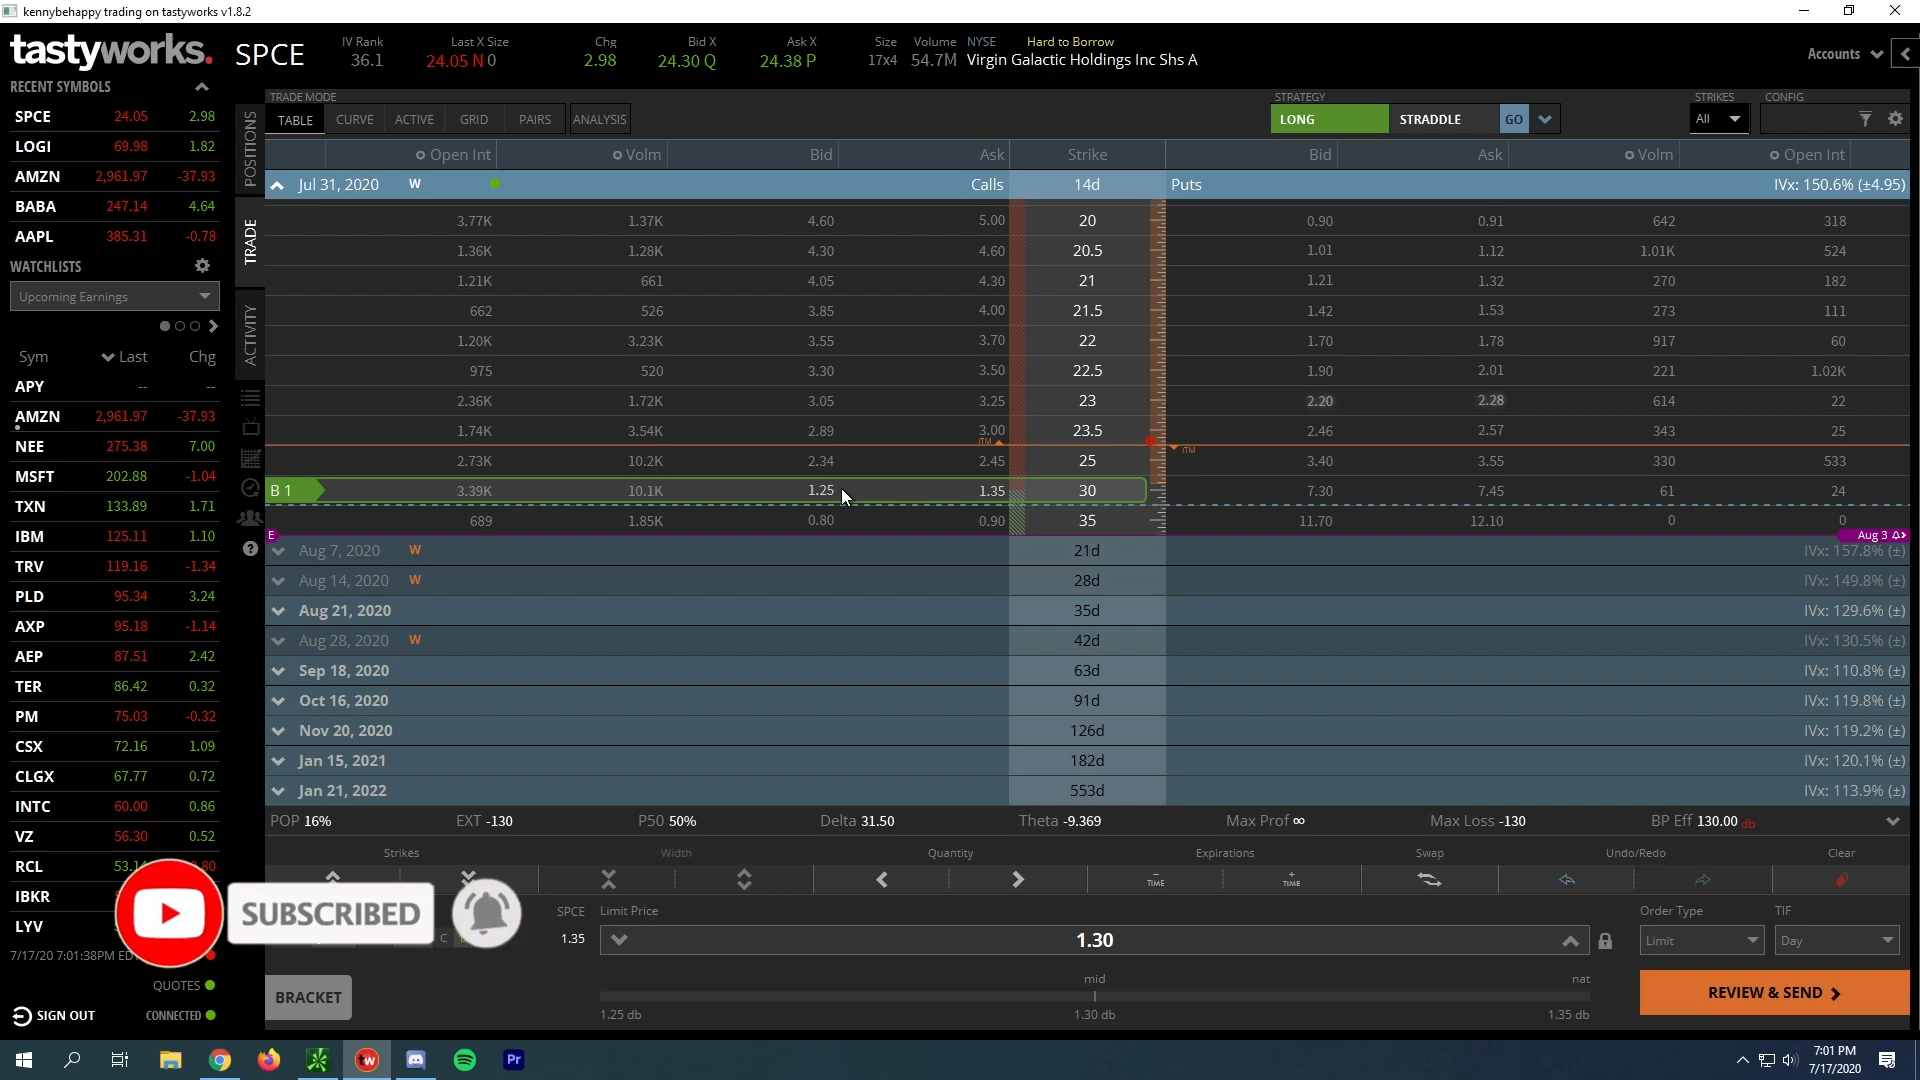 kennybehappy trading on tastyworks v1.8.2
tastyworks.
SPCE
IV Rank
36.1
Last X Size
24.05 N 0
Chg
2.98
Bid X
24.30 Q
Ask X
24.38 P
Size
17x4
Volume
54.7M
NYSE
Hard to Borrow
Virgin Galactic Holdings Inc Shs A
Accounts
RECENT SYMBOLS
SPCE 24.05 2.98
LOGI 69.98 1.82
AMZN 2,961.97 -37.93
BABA 247.14 4.64
AAPL 385.31 -0.78
WATCHLISTS
Upcoming Earnings
Sym Last Chg
APY -- --
AMZN 2,961.97 -37.93
NEE 275.38 7.00
MSFT 202.88 -1.04
TXN 133.89 1.71
IBM 125.11 1.10
TRV 119.16 -1.34
PLD 95.34 3.24
AXP 95.18 -1.14
AEP 87.51 2.42
TER 86.42 0.32
PM 75.03 -0.32
CSX 72.16 1.09
CLGX 67.77 0.72
INTC 60.00 0.86
VZ 56.30 0.52
RCL
IBKR
LYV
7/17/20 7:01:38PM
QUOTES
SIGN OUT CONNECTED
POSITIONS
TRADE
ACTIVITY
TRADE MODE
TABLE CURVE ACTIVE GRID PAIRS ANALYSIS
STRATEGY
LONG STRADDLE GO
STRIKES
All
CONFIG
Open Int Volm Bid Ask Strike Bid Ask Volm Open Int
Jul 31, 2020 W Calls 14d Puts IVx: 150.6% (±4.95)
3.77K 1.37K 4.60 5.00 20 0.90 0.91 642 318
1.36K 1.28K 4.30 4.60 20.5 1.01 1.12 1.01K 524
1.21K 661 4.05 4.30 21 1.21 1.32 270 182
662 526 3.85 4.00 21.5 1.42 1.53 273 111
1.20K 3.23K 3.55 3.70 22 1.70 1.78 917 60
975 520 3.30 3.50 22.5 1.90 2.01 221 1.02K
2.36K 1.72K 3.05 3.25 23 2.20 2.28 614 22
1.74K 3.54K 2.89 3.00 23.5 2.46 2.57 343 25
ITM ITM
2.73K 10.2K 2.34 2.45 25 3.40 3.55 330 533
B 1 3.39K 10.1K 1.25 1.35 30 7.30 7.45 61 24
689 1.85K 0.80 0.90 35 11.70 12.10 0 0
E Aug 3
Aug 7, 2020 W 21d IVx: 157.8% (±)
Aug 14, 2020 W 28d IVx: 149.8% (±)
Aug 21, 2020 35d IVx: 129.6% (±)
Aug 28, 2020 W 42d IVx: 130.5% (±)
Sep 18, 2020 63d IVx: 110.8% (±)
Oct 16, 2020 91d IVx: 119.8% (±)
Nov 20, 2020 126d IVx: 119.2% (±)
Jan 15, 2021 182d IVx: 120.1% (±)
Jan 21, 2022 553d IVx: 113.9% (±)
POP 16% EXT -130 P50 50% Delta 31.50 Theta -9.369 Max Prof ∞ Max Loss -130 BP Eff 130.00 db
Strikes Width Quantity Expirations Swap Undo/Redo Clear
TIME TIME
SUBSCRIBED
C
SPCE
1.35
Limit Price
1.30
Order Type
Limit
TIF
Day
BRACKET
mid nat
1.25 db 1.30 db 1.35 db
REVIEW & SEND
tw
Pr
7:01 PM
7/17/2020